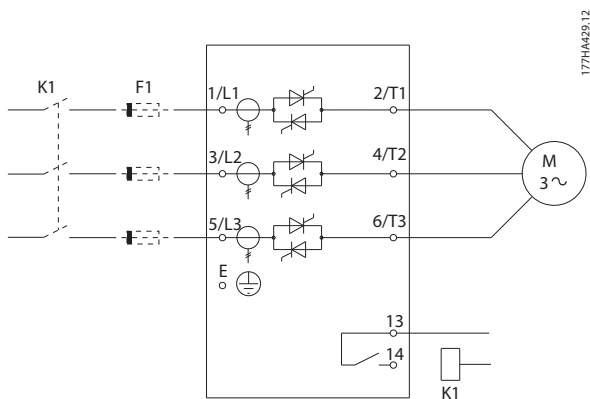 177HA429.12
K1
F1
1/L1
2/T1
3/L2
4/T2
M
3~
5/L3
6/T3
E
13
14
K1